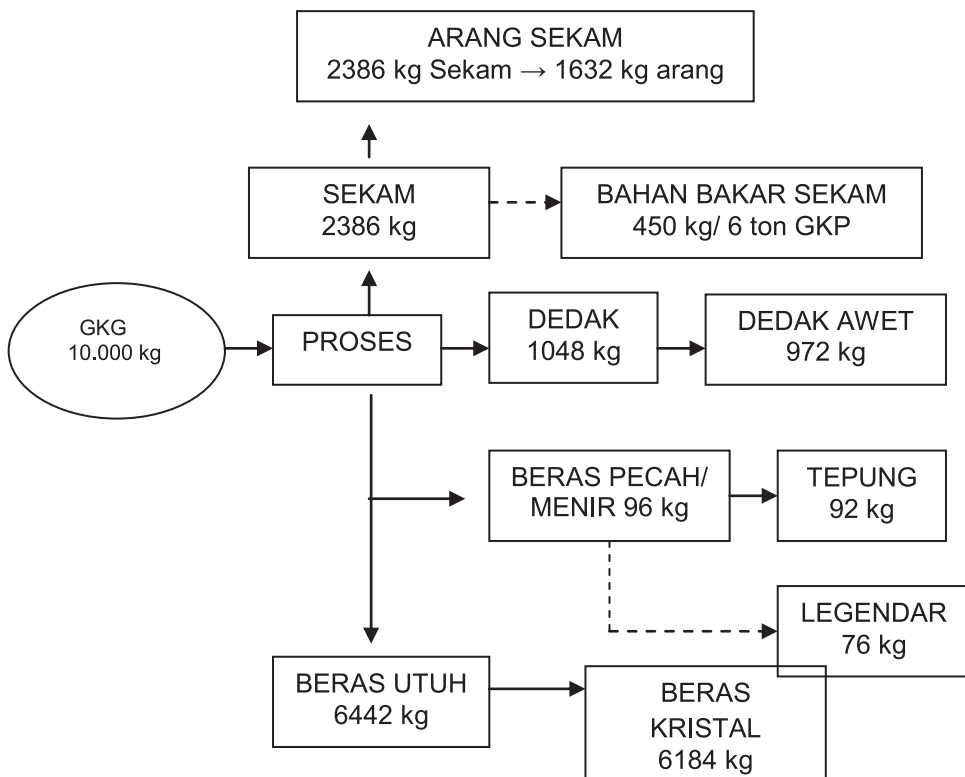 ARANG SEKAM
2386 kg Sekam → 1632 kg arang
SEKAM
2386 kg
BAHAN BAKAR SEKAM
450 kg/ 6 ton GKP
GKG
10.000 kg
PROSES
DEDAK
1048 kg
DEDAK AWET
972 kg
BERAS PECAH/
MENIR 96 kg
TEPUNG
92 kg
LEGENDAR
76 kg
BERAS UTUH
6442 kg
BERAS
KRISTAL
6184 kg